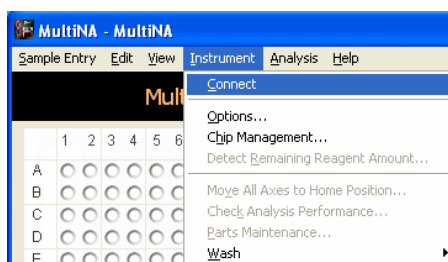 MultiNA - MultiNA
Sample Entry Edit View Instrument Analysis Help
Connect
Options...
Chip Management...
Detect Remaining Reagent Amount...
Move All Axes to Home Position...
Check Analysis Performance...
Parts Maintenance...
Wash
Mult
1 2 3 4 5 6
A
B
C
D
E